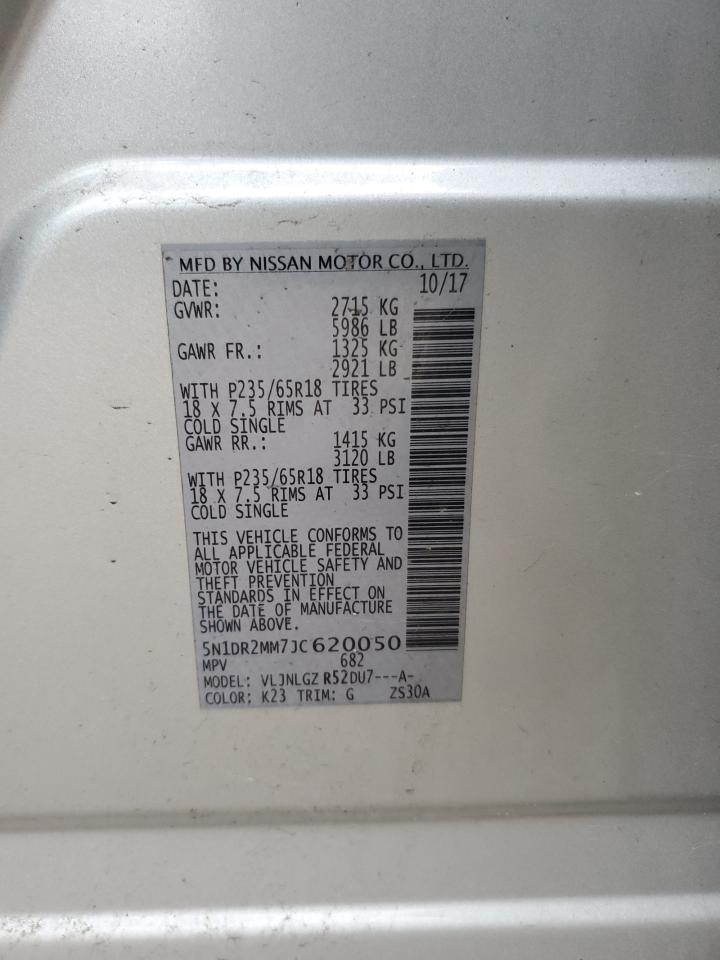 MFD BY NISSAN MOTOR CO., LTD.
DATE: 10/17
GVWR: 2715 KG
5986 LB
GAWR FR.: 1325 KG
2921 LB
WITH P235/65R18 TIRES
18 X 7.5 RIMS AT 33 PSI
COLD SINGLE
GAWR RR.: 1415 KG
3120 LB
WITH P235/65R18 TIRES
18 X 7.5 RIMS AT 33 PSI
COLD SINGLE
THIS VEHICLE CONFORMS TO
ALL APPLICABLE FEDERAL
MOTOR VEHICLE SAFETY AND
THEFT PREVENTION
STANDARDS IN EFFECT ON
THE DATE OF MANUFACTURE
SHOWN ABOVE.
5N1DR2MM7JC620050
MPV 682
MODEL: VLJNLGZ R52DU7---A-
COLOR: K23 TRIM: G ZS30A